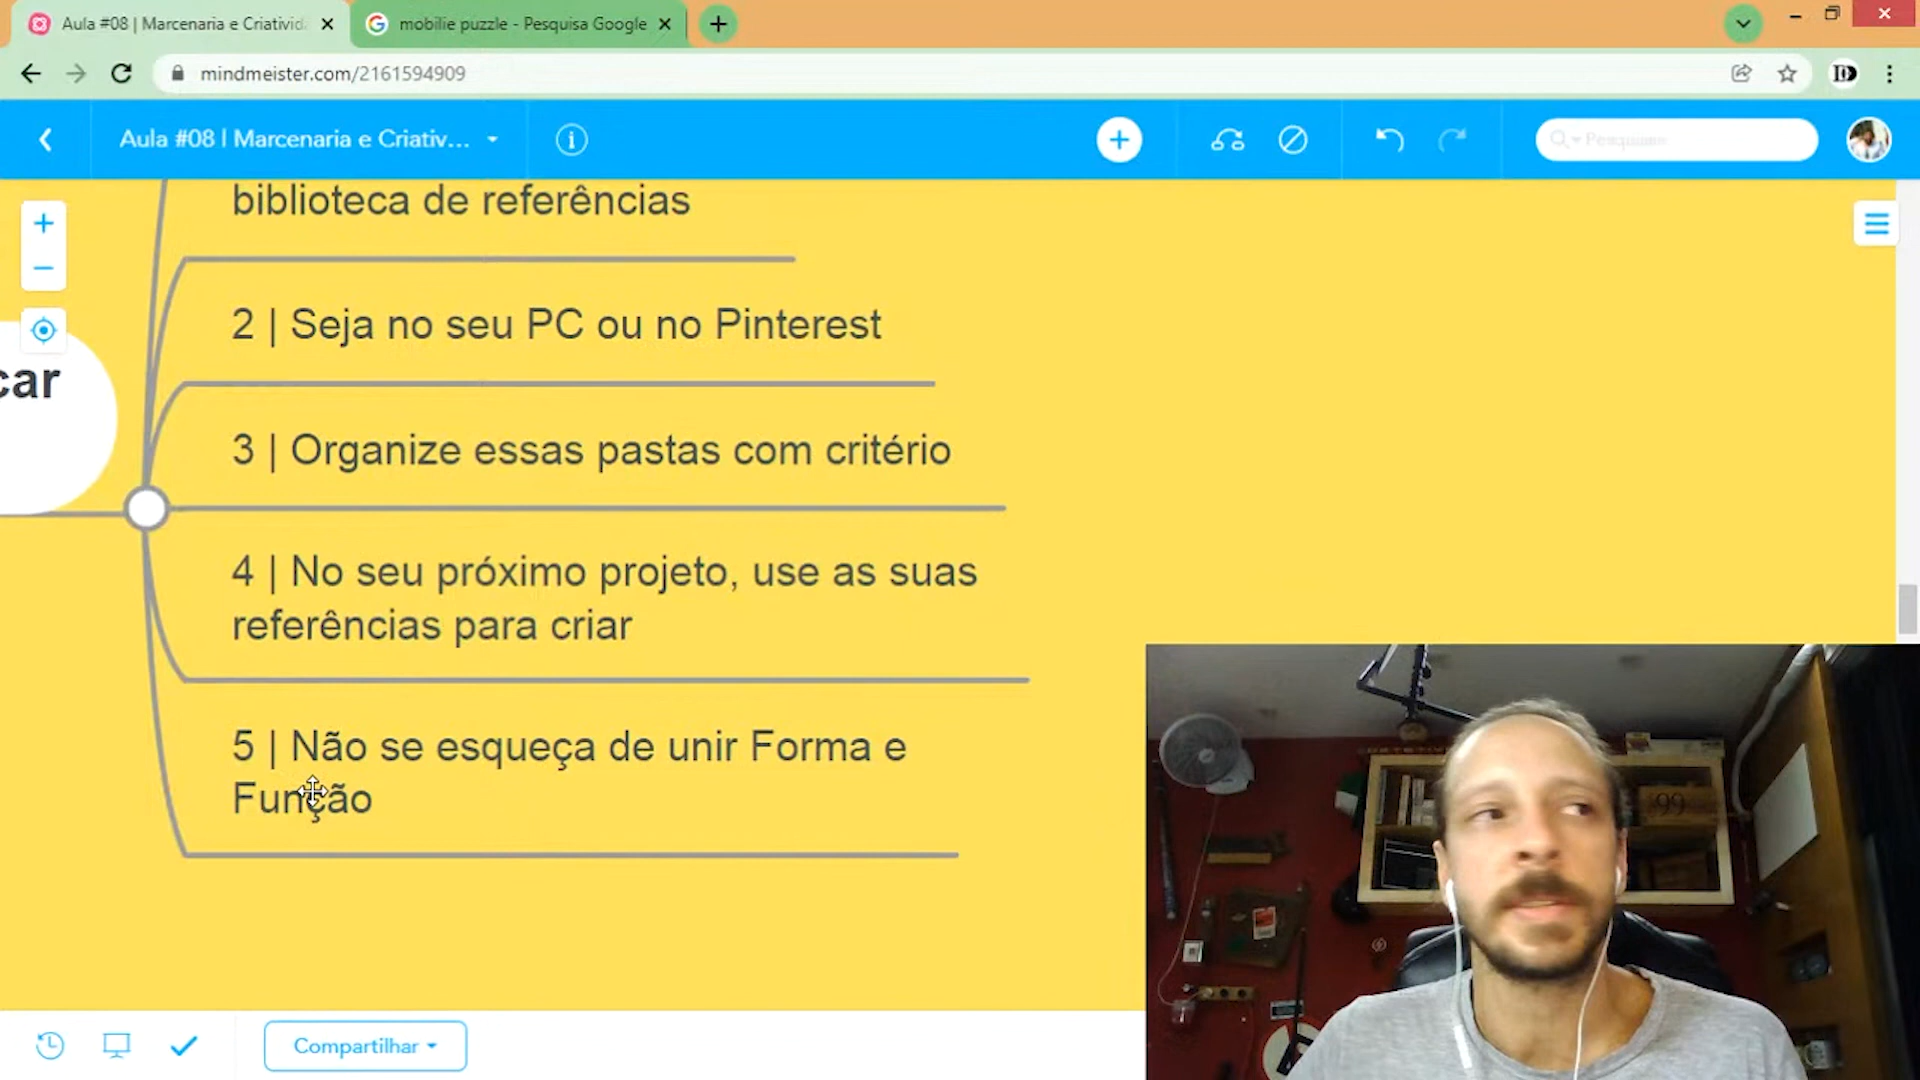 Aula #08 | Marcenaria e Criativid
mobilie puzzle - Pesquisa Google
mindmeister.com/2161594909
Aula #08 | Marcenaria e Criativ...
Pesquisar
biblioteca de referências
2 | Seja no seu PC ou no Pinterest
car
3 | Organize essas pastas com critério
4 | No seu próximo projeto, use as suas
referências para criar
5 | Não se esqueça de unir Forma e
Função
99
Compartilhar